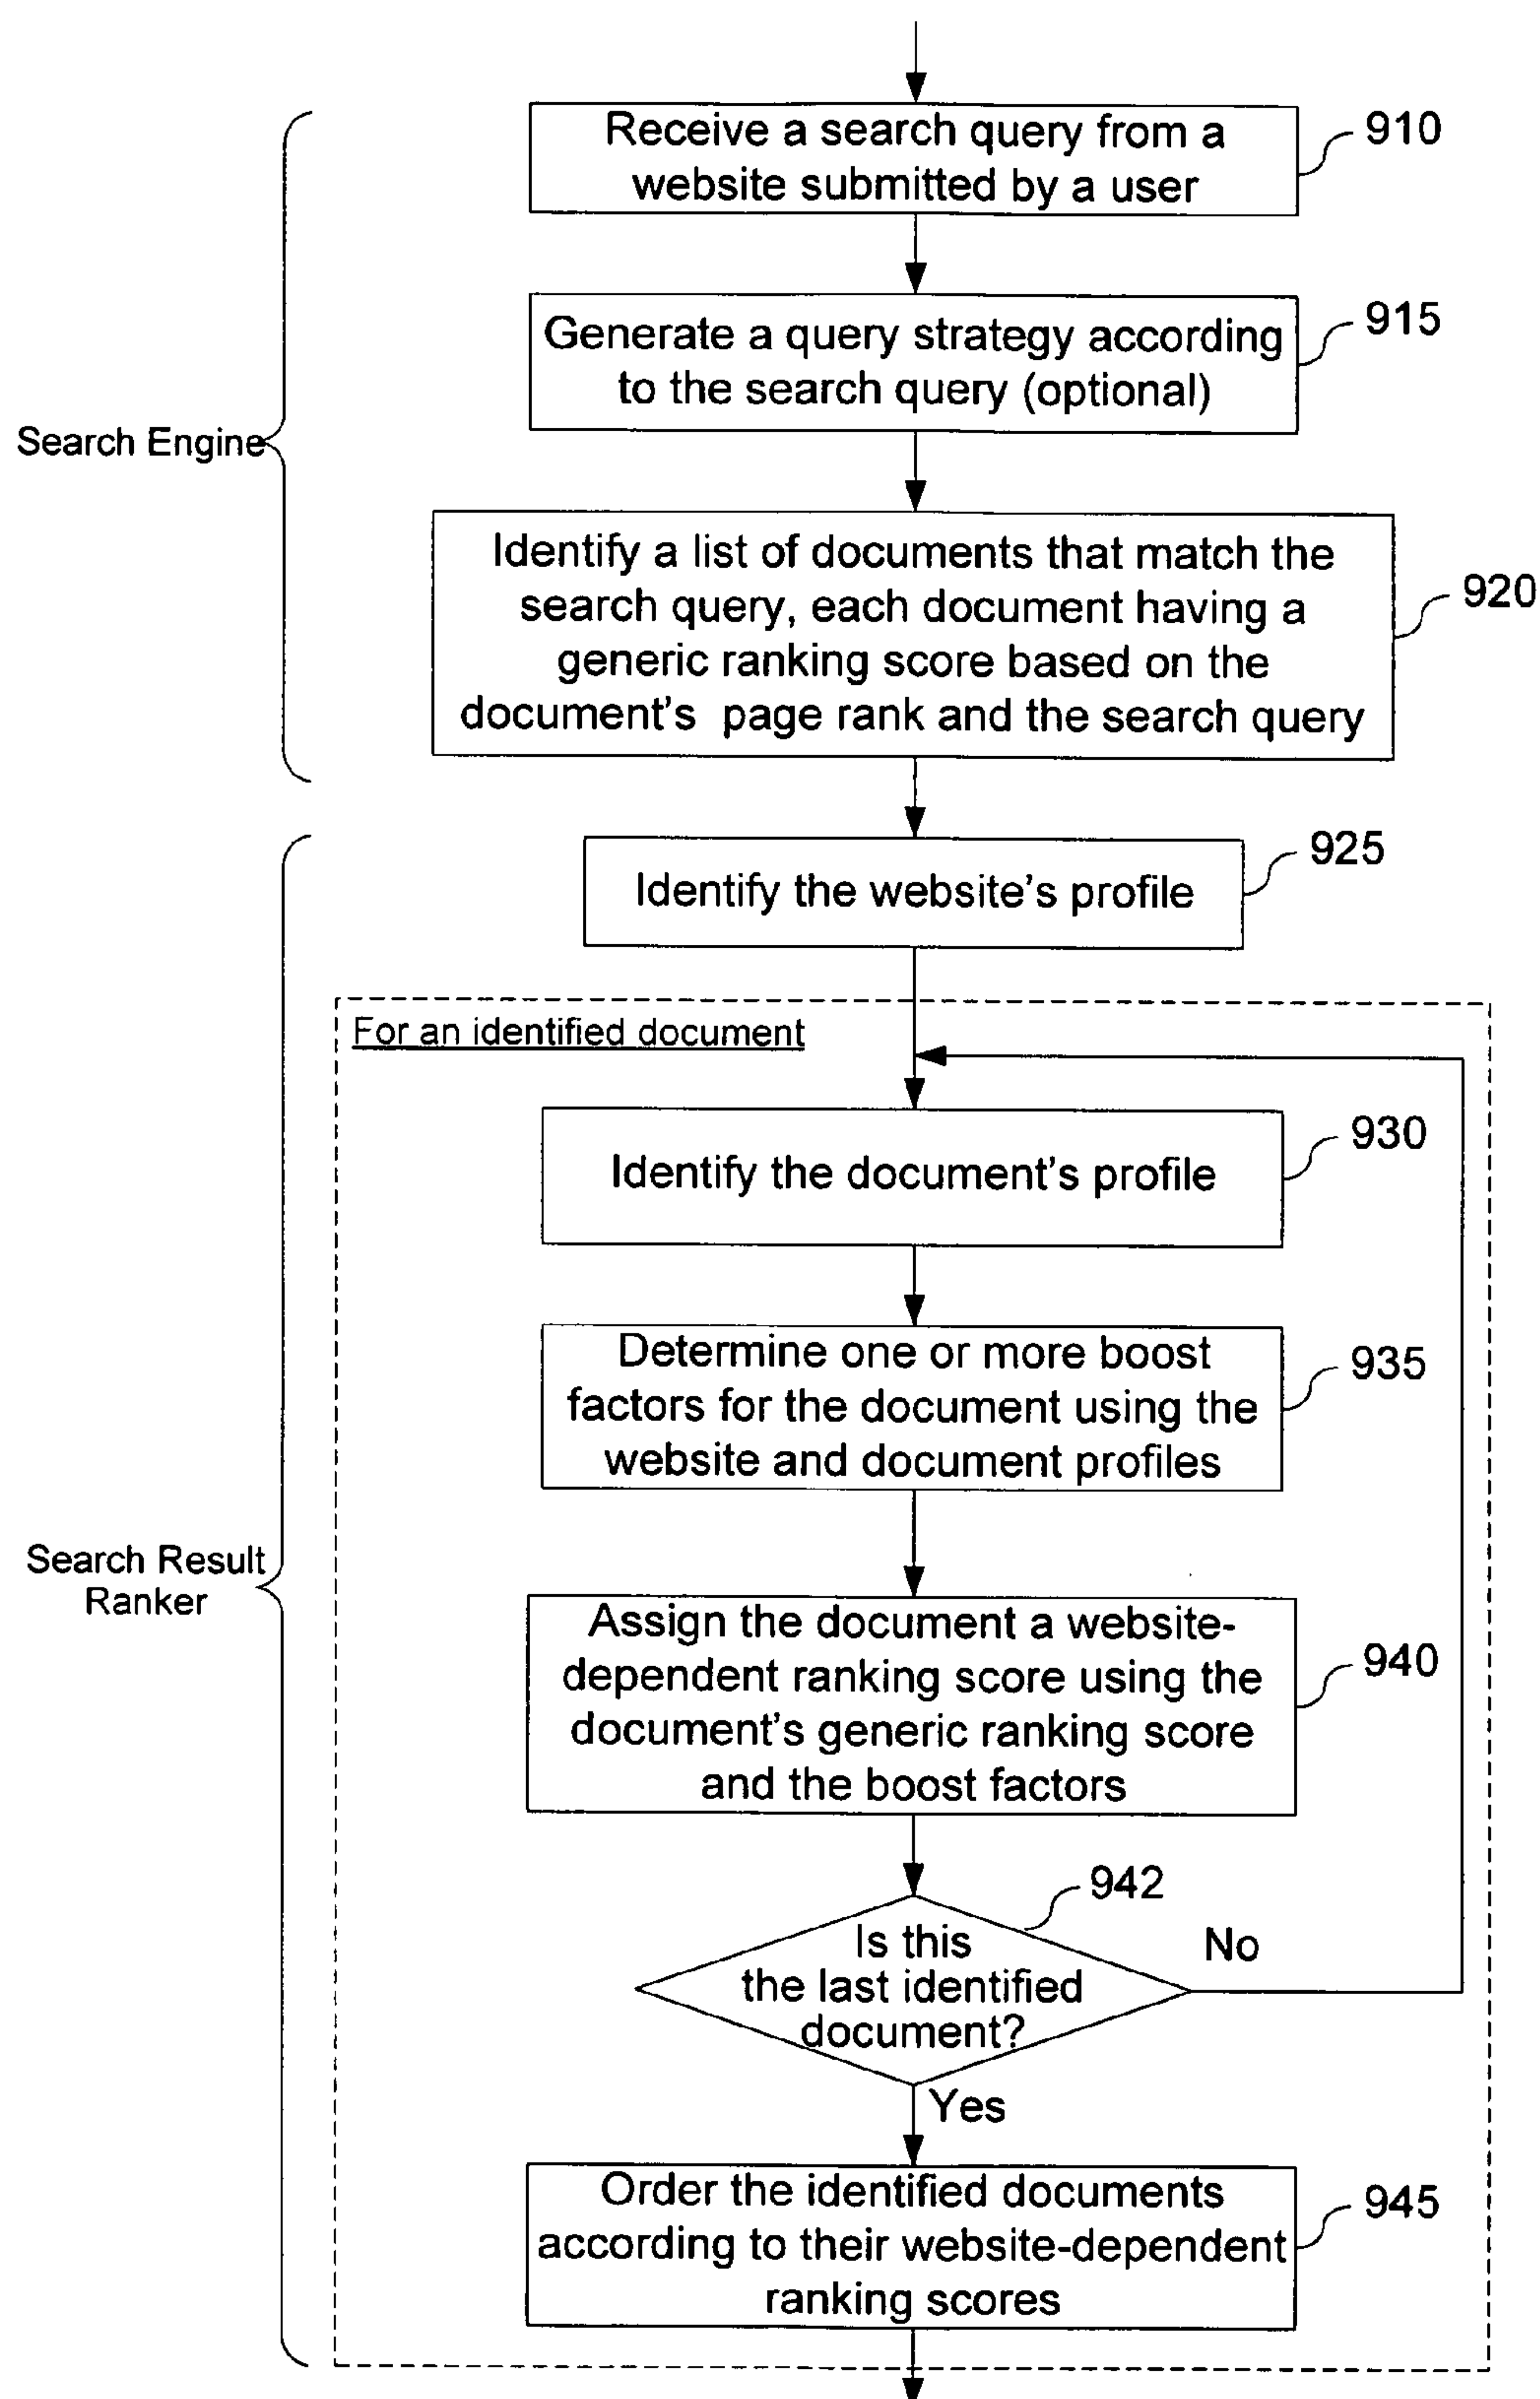 Receive a search query from a
website submitted by a user
910
Generate a query strategy according
to the search query (optional)
915
Search Engine
Identify a list of documents that match the
search query, each document having a
generic ranking score based on the
document's page rank and the search query
920
Identify the website's profile
925
For an identified document
Identify the document's profile
930
Determine one or more boost
factors for the document using the
website and document profiles
935
Search Result
Ranker
Assign the document a website-
dependent ranking score using the
document's generic ranking score
and the boost factors
940
942
Is this
the last identified
document?
No
Yes
Order the identified documents
according to their website-dependent
ranking scores
945